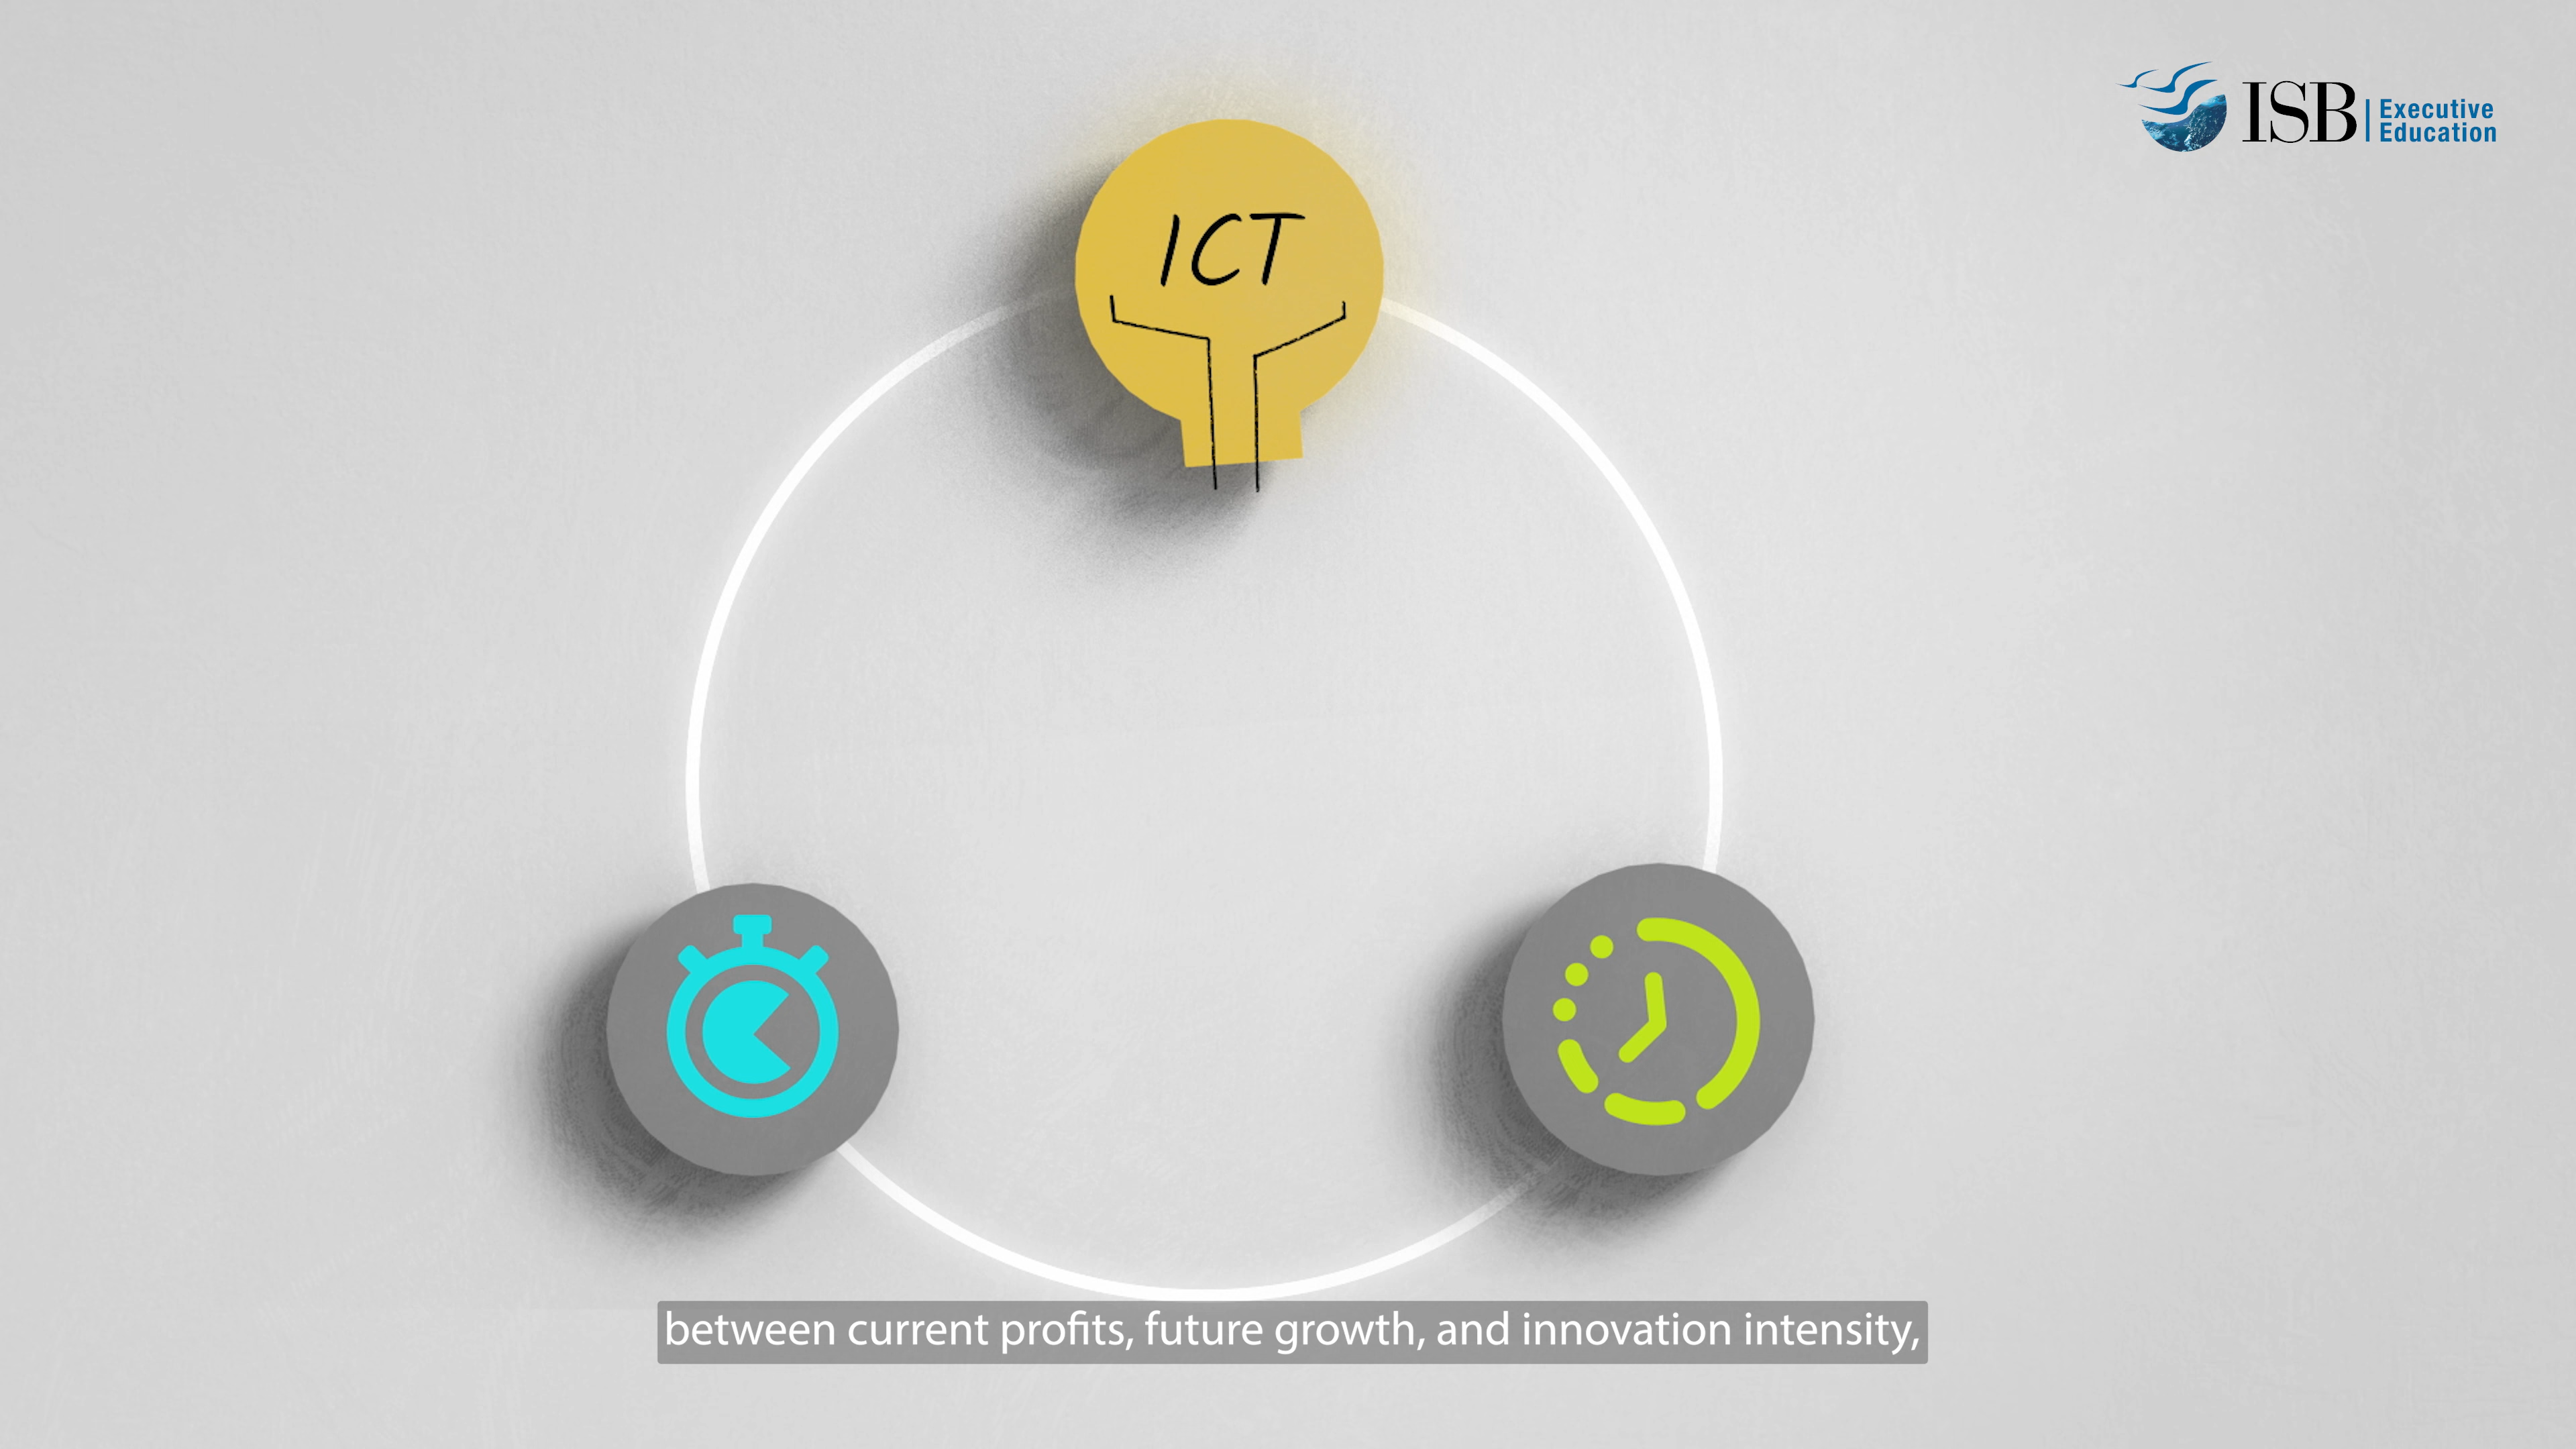 ISB
Executive
Education
ICT
between current profits, future growth, and innovation intensity,